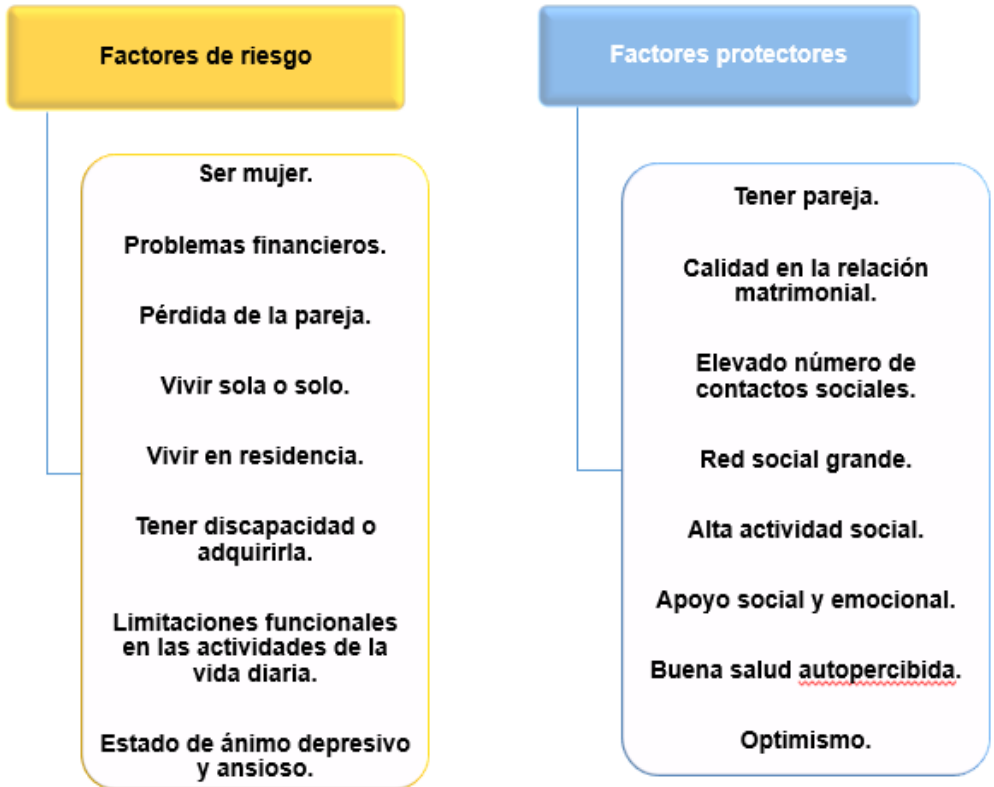 Factores de riesgo
Ser mujer.
Problemas financieros.
Pérdida de la pareja.
Vivir sola o solo.
Vivir en residencia.
Tener discapacidad o
adquirirla.
Limitaciones funcionales
en las actividades de la
vida diaria.
Estado de ánimo depresivo
y ansioso.
Factores protectores
Tener pareja.
Calidad en la relación
matrimonial.
Elevado número de
contactos sociales.
Red social grande.
Alta actividad social.
Apoyo social y emocional.
Buena salud autopercibida.
Optimismo.